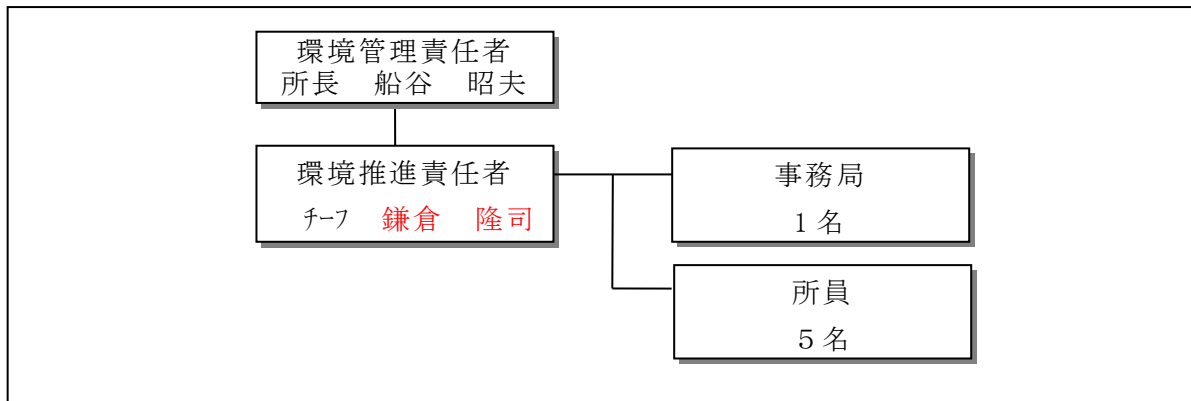 環境管理責任者
所長　船谷　昭夫
環境推進責任者
ﾁｰﾌ　鎌倉　隆司
事務局
1 名
所員
５名